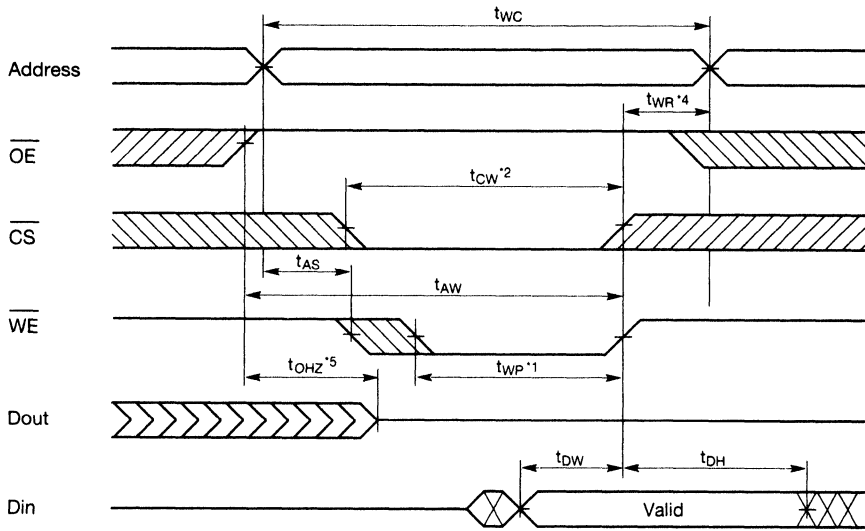 tWC
Address
tWR*4
OE
tCW*2
CS
tAS
tAW
WE
tOHZ*5
tWP*1
Dout
tDW
tDH
Din
Valid